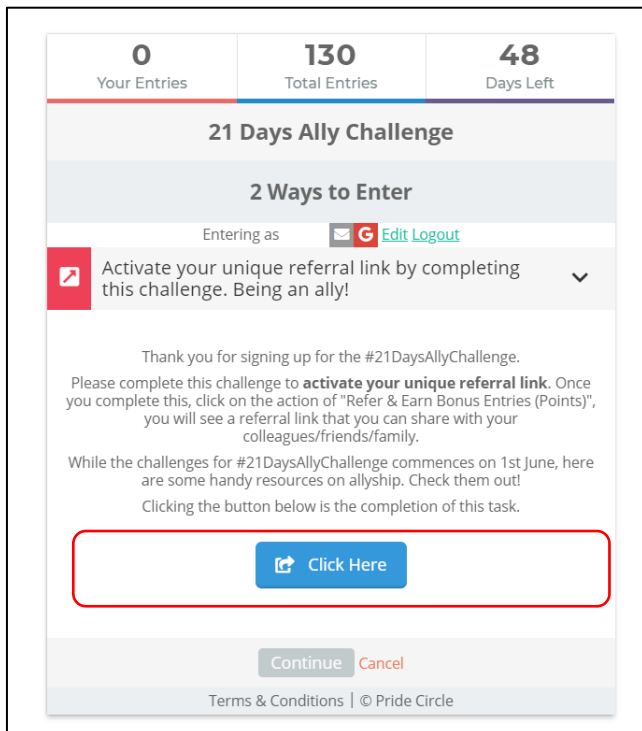 0
Your Entries
130
Total Entries
48
Days Left
21 Days Ally Challenge
2 Ways to Enter
Entering as G Edit Logout
Activate your unique referral link by completing
this challenge. Being an ally!
Thank you for signing up for the #21DaysAllyChallenge.
Please complete this challenge to activate your unique referral link. Once
you complete this, click on the action of "Refer & Earn Bonus Entries (Points)",
you will see a referral link that you can share with your
colleagues/friends/family.
While the challenges for #21DaysAllyChallenge commences on 1st June, here
are some handy resources on allyship. Check them out!
Clicking the button below is the completion of this task.
Click Here
Continue Cancel
Terms & Conditions | © Pride Circle